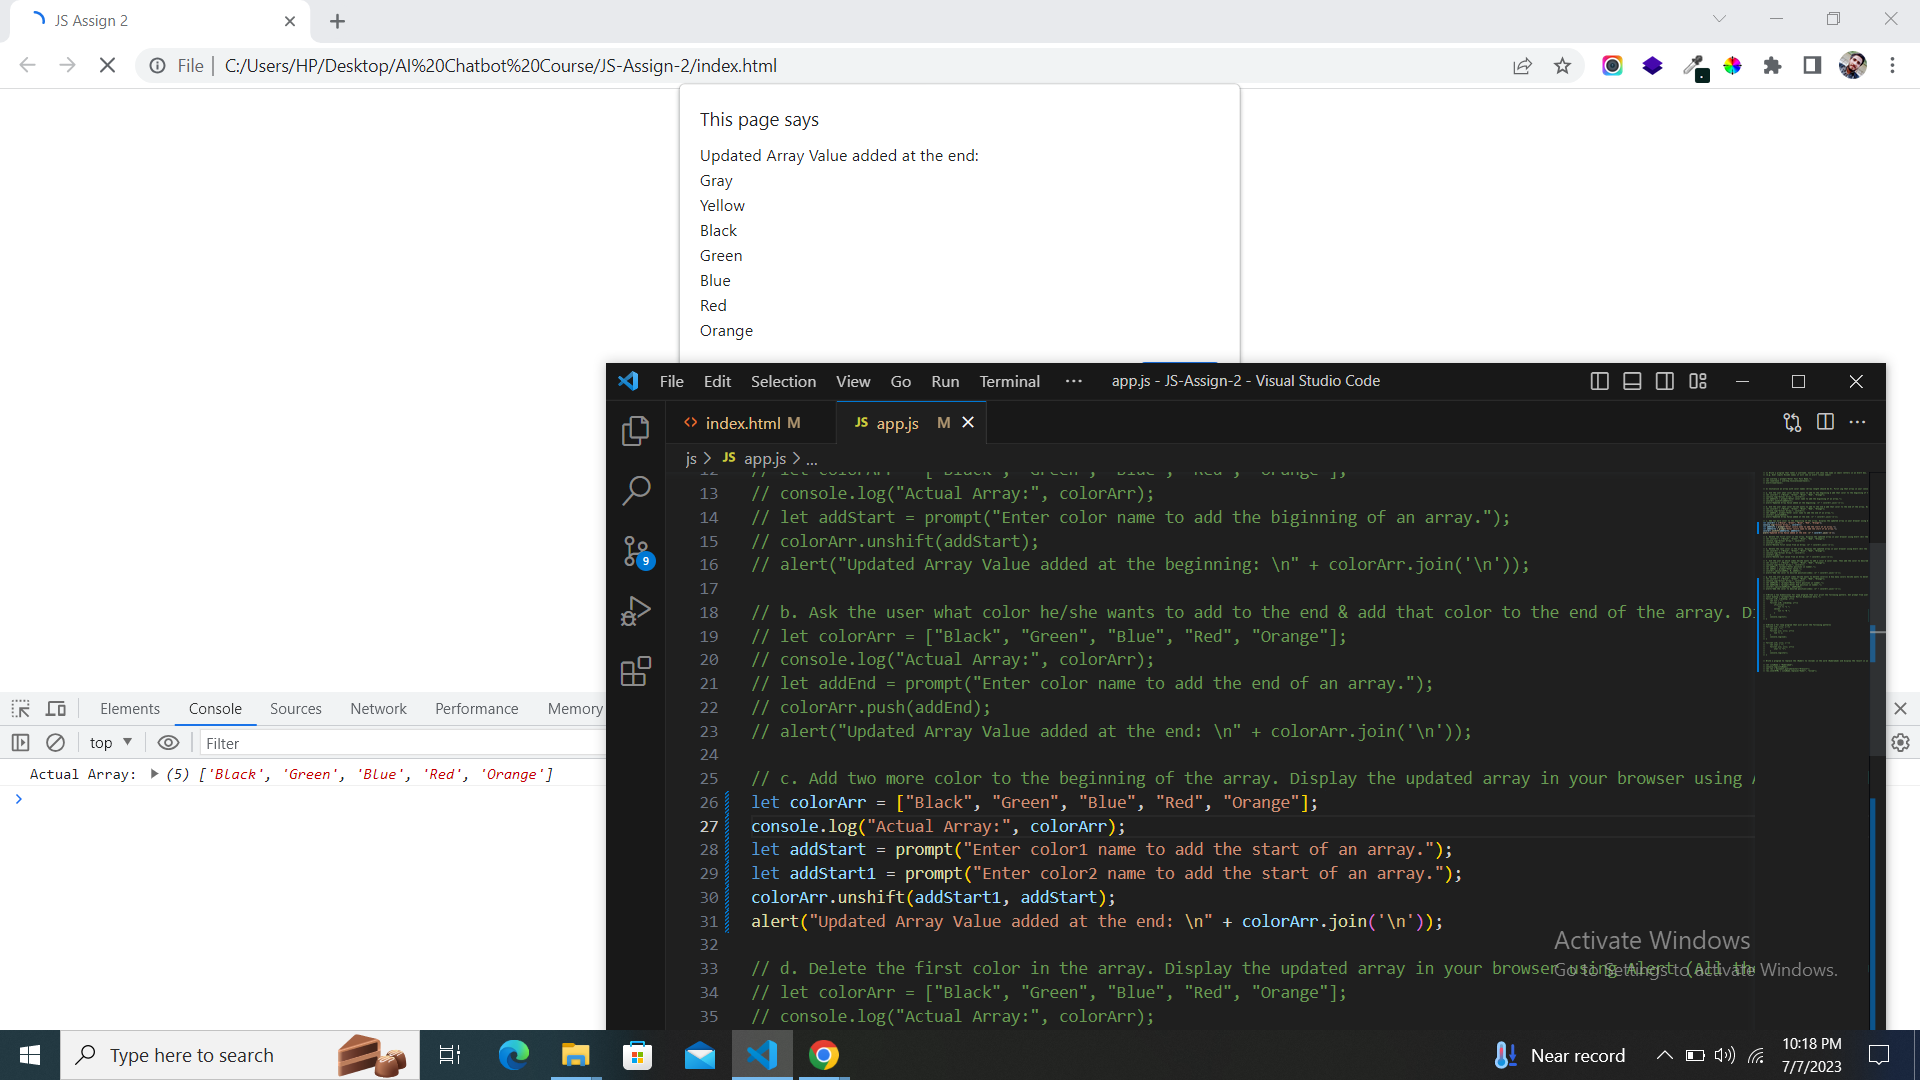 JS Assign 2
File
C:/Users/HP/Desktop/AI%20Chatbot%20Course/JS-Assign-2/index.html
This page says
Updated Array Value added at the end:
Gray
Yellow
Black
Green
Blue
Red
Orange
File Edit Selection View Go Run Terminal ··· app.js - JS-Assign-2 - Visual Studio Code
index.html M
JS app.js M
js > JS app.js > ...
12 // let colorArr = ["Black", "Green", "Blue", "Red", "Orange"];
13 // console.log("Actual Array:", colorArr);
14 // let addStart = prompt("Enter color name to add the biginning of an array.");
15 // colorArr.unshift(addStart);
16 // alert("Updated Array Value added at the beginning: \n" + colorArr.join('\n'));
17
18 // b. Ask the user what color he/she wants to add to the end & add that color to the end of the array.
19 // let colorArr = ["Black", "Green", "Blue", "Red", "Orange"];
20 // console.log("Actual Array:", colorArr);
21 // let addEnd = prompt("Enter color name to add the end of an array.");
22 // colorArr.push(addEnd);
23 // alert("Updated Array Value added at the end: \n" + colorArr.join('\n'));
24
25 // c. Add two more color to the beginning of the array. Display the updated array in your browser using
26 let colorArr = ["Black", "Green", "Blue", "Red", "Orange"];
27 console.log("Actual Array:", colorArr);
28 let addStart = prompt("Enter color1 name to add the start of an array.");
29 let addStart1 = prompt("Enter color2 name to add the start of an array.");
30 colorArr.unshift(addStart1, addStart);
31 alert("Updated Array Value added at the end: \n" + colorArr.join('\n'));
32
33 // d. Delete the first color in the array. Display the updated array in your browser using Alert (All the
34 // let colorArr = ["Black", "Green", "Blue", "Red", "Orange"];
35 // console.log("Actual Array:", colorArr);
9
Activate Windows
Go to Settings to activate Windows.
Elements Console Sources Network Performance Memory
top Filter
Actual Array: (5) ['Black', 'Green', 'Blue', 'Red', 'Orange']
Type here to search
Near record
10:18 PM
7/7/2023